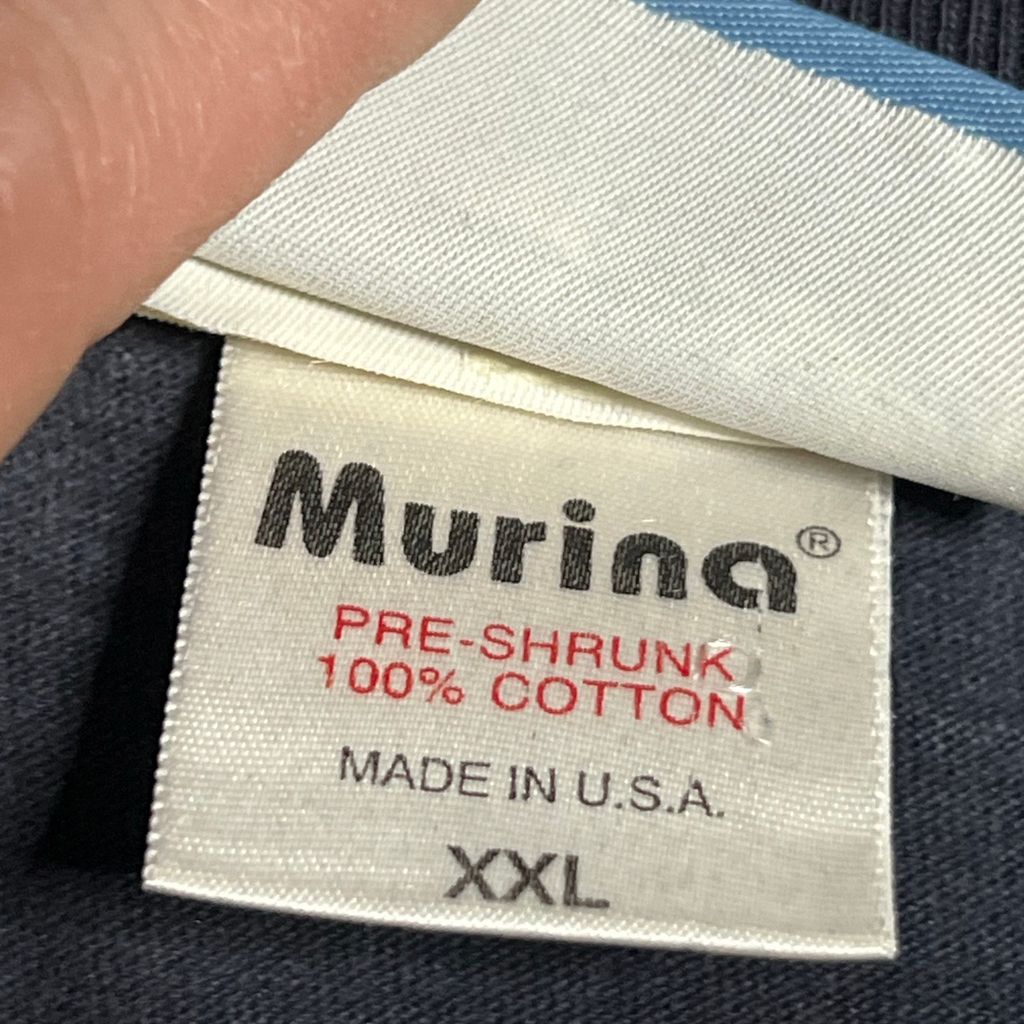 Murina®
PRE-SHRUNK
100% COTTON
MADE IN U.S.A.
XXL